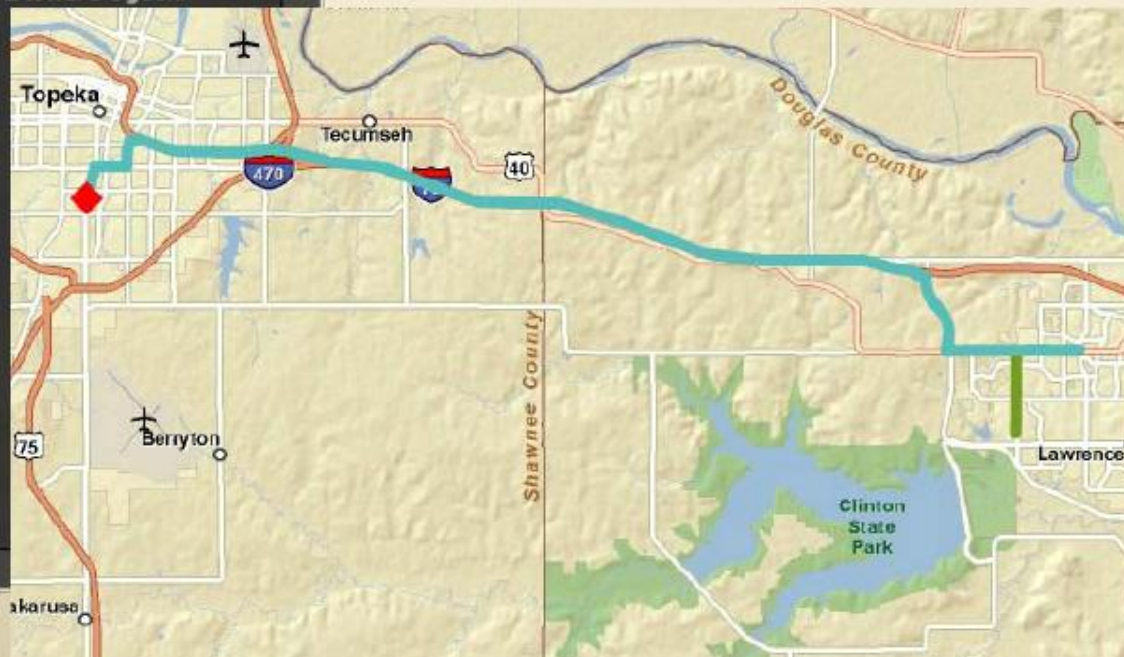 Topeka
Tecumseh
470
40
Douglas County
Shawnee County
75
Berryton
Lawrence
Clinton
State
Park
akarusa